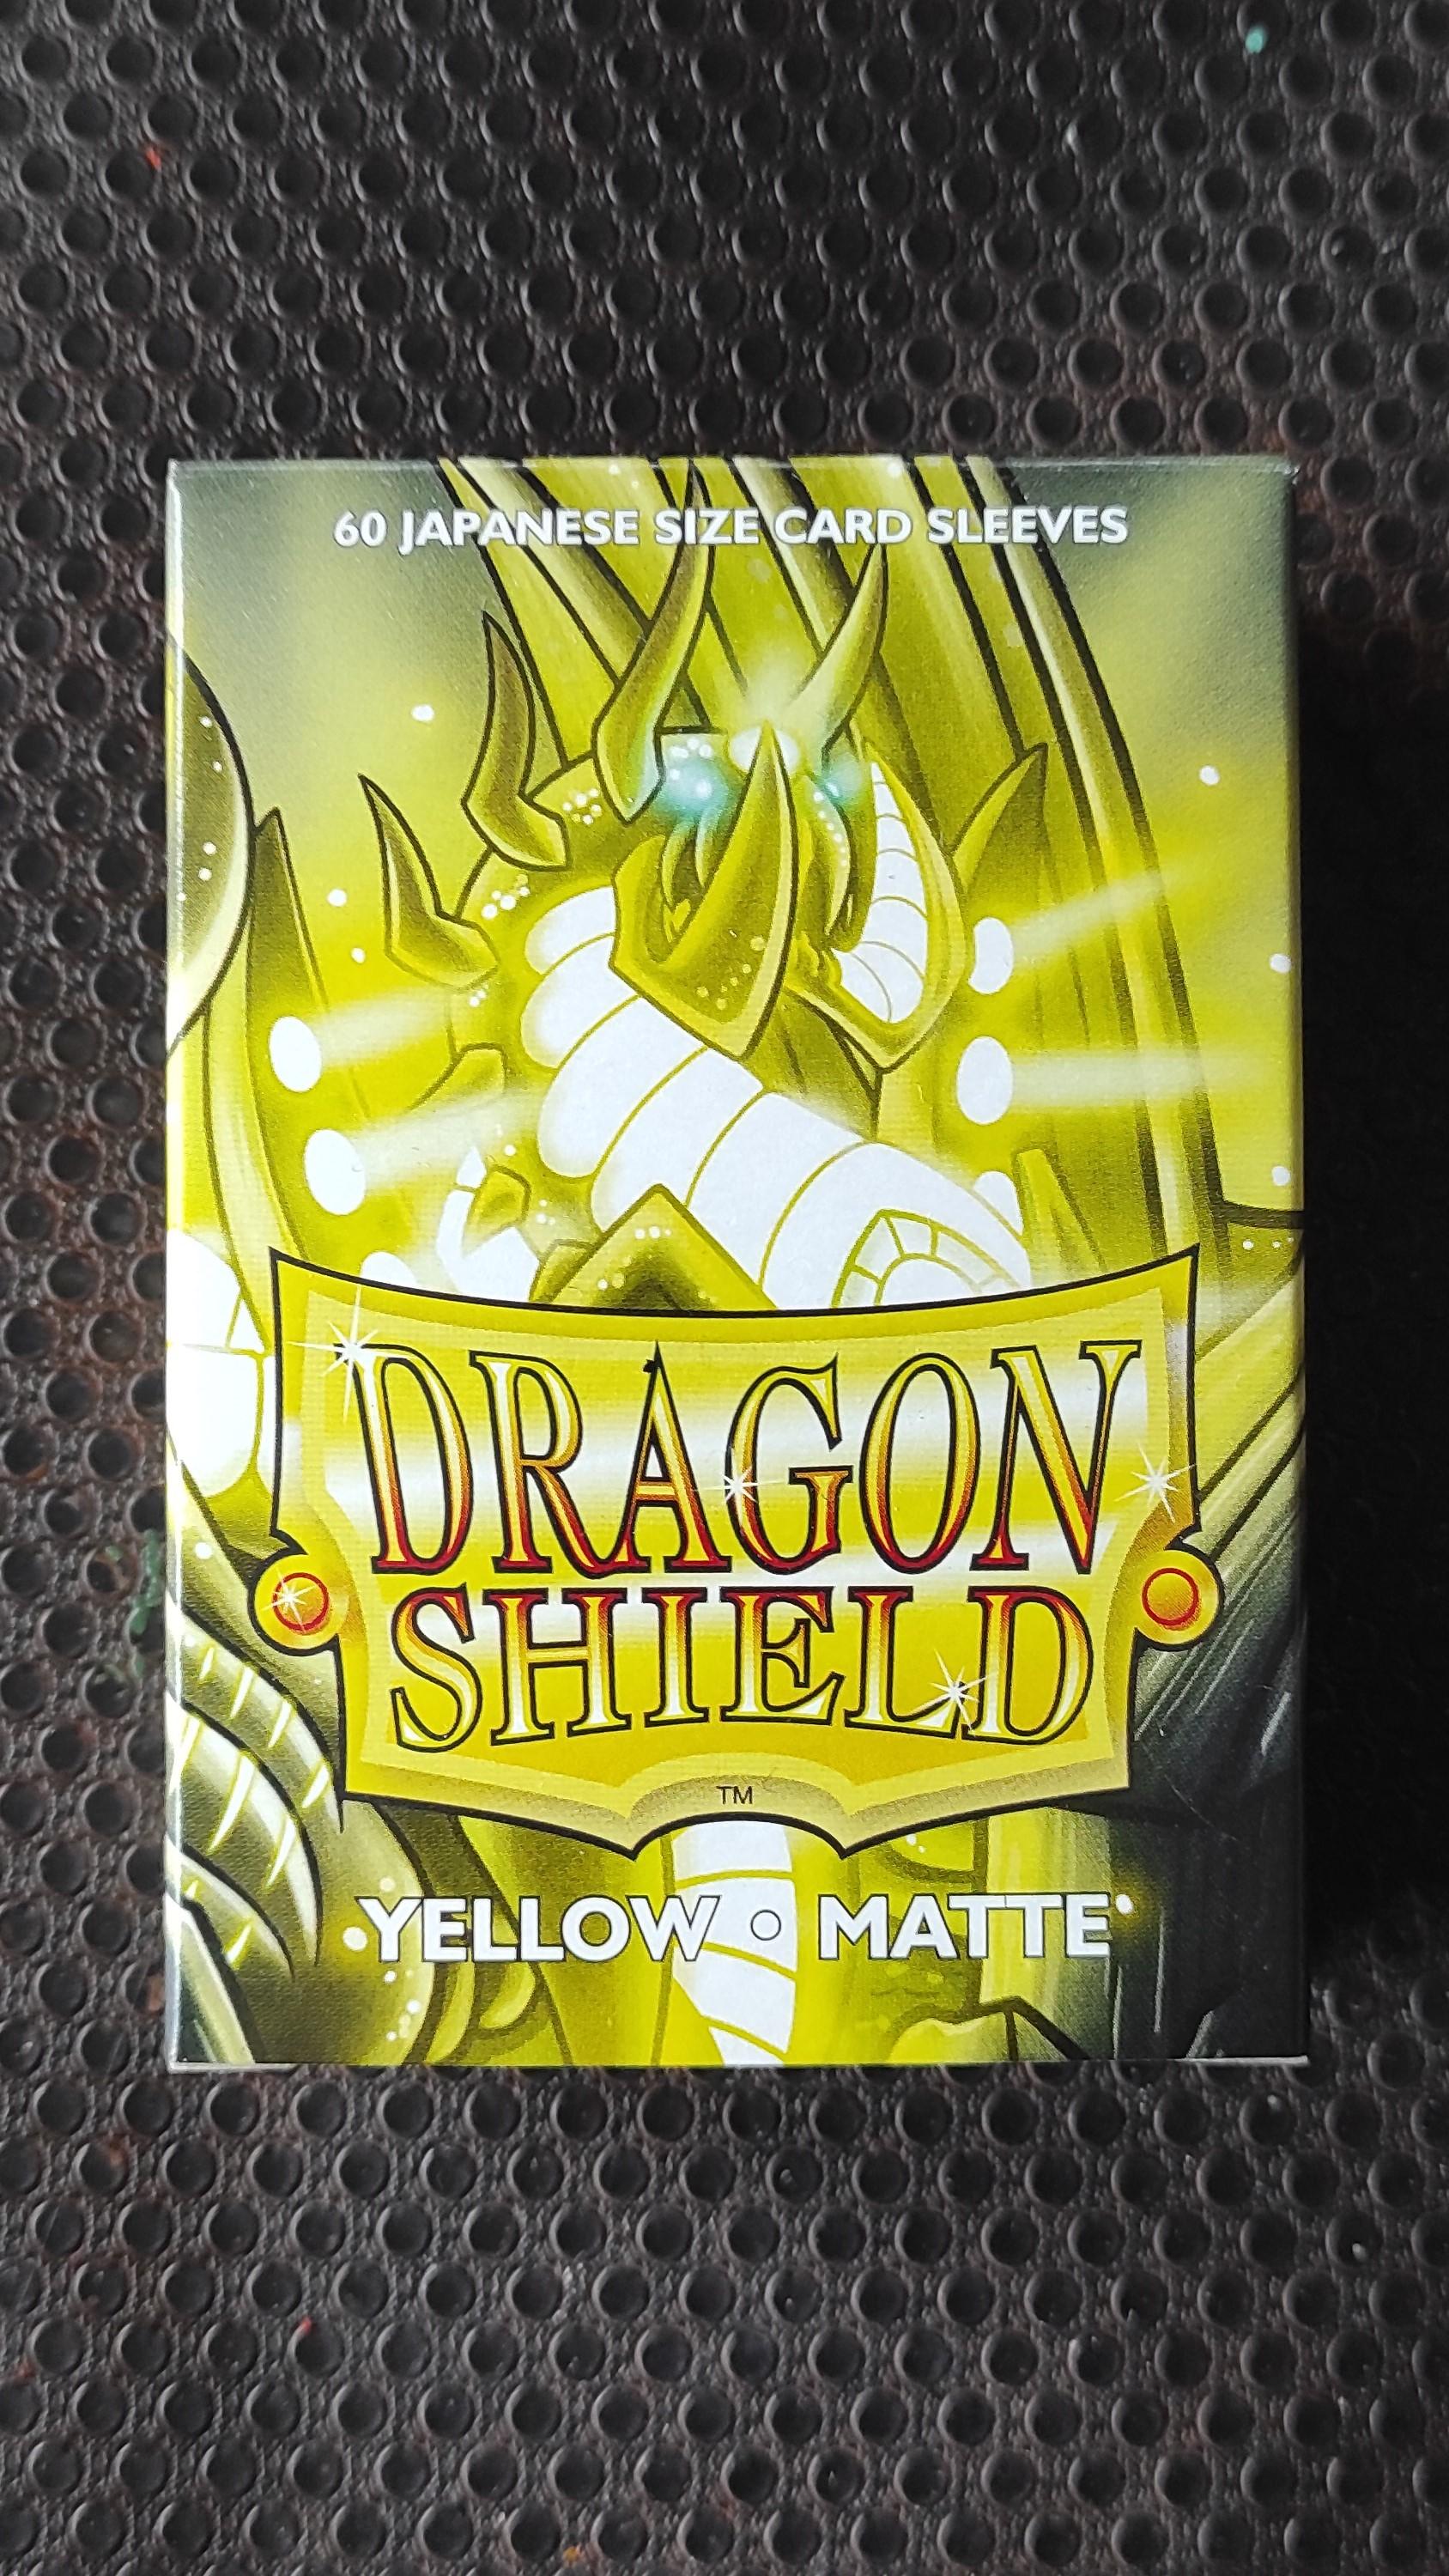 60 JAPANESE SIZE CARD SLEEVES
DRAGON
SHIELD
TM
YELLOW • MATTE